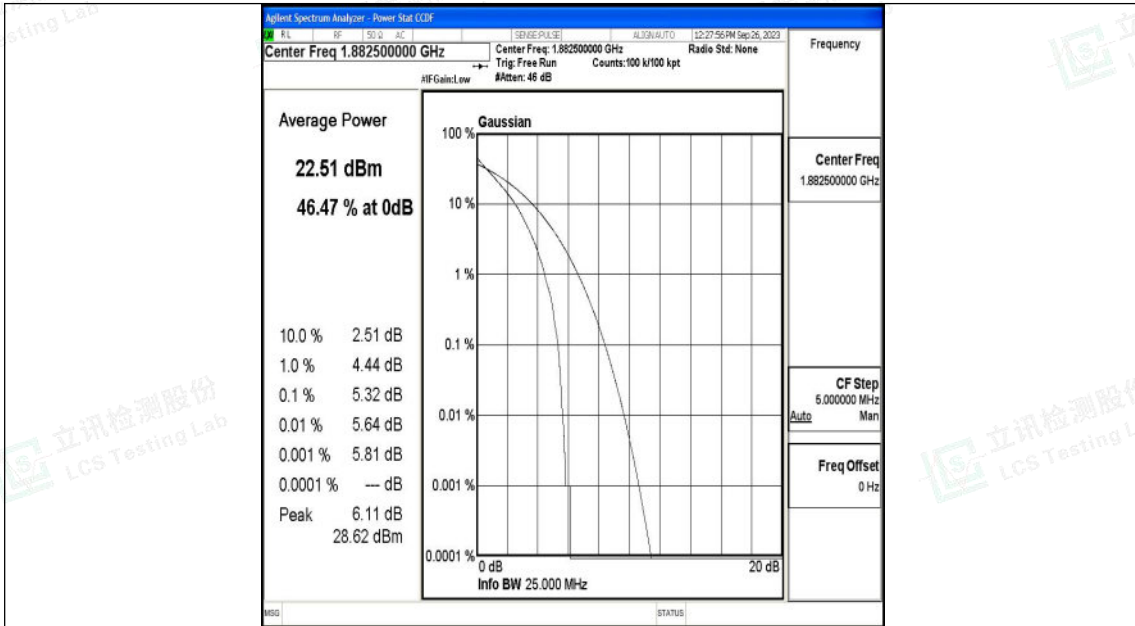 Agilent Spectrum Analyzer - Power Stat CCDF
RL RF 50 Ω AC SENSE:PULSE ALIGNAUTO 12:27:56 PM Sep 26, 2023
Center Freq 1.882500000 GHz
Center Freq: 1.882500000 GHz
Radio Std: None
Trig: Free Run
Counts:100 k/100 kpt
#IFGain:Low
#Atten: 46 dB
Frequency
Average Power
22.51 dBm
46.47 % at 0dB
10.0 % 2.51 dB
1.0 % 4.44 dB
0.1 % 5.32 dB
0.01 % 5.64 dB
0.001 % 5.81 dB
0.0001 % --- dB
Peak 6.11 dB
28.62 dBm
Gaussian
100 %
10 %
1 %
0.1 %
0.01 %
0.001 %
0.0001 %
0 dB
20 dB
Info BW 25.000 MHz
Center Freq
1.882500000 GHz
CF Step
5.000000 MHz
Auto Man
Freq Offset
0 Hz
MSG
STATUS
立讯检测股份
LCS Testing Lab
立讯检测股份
LCS Testing L
sting Lab
立